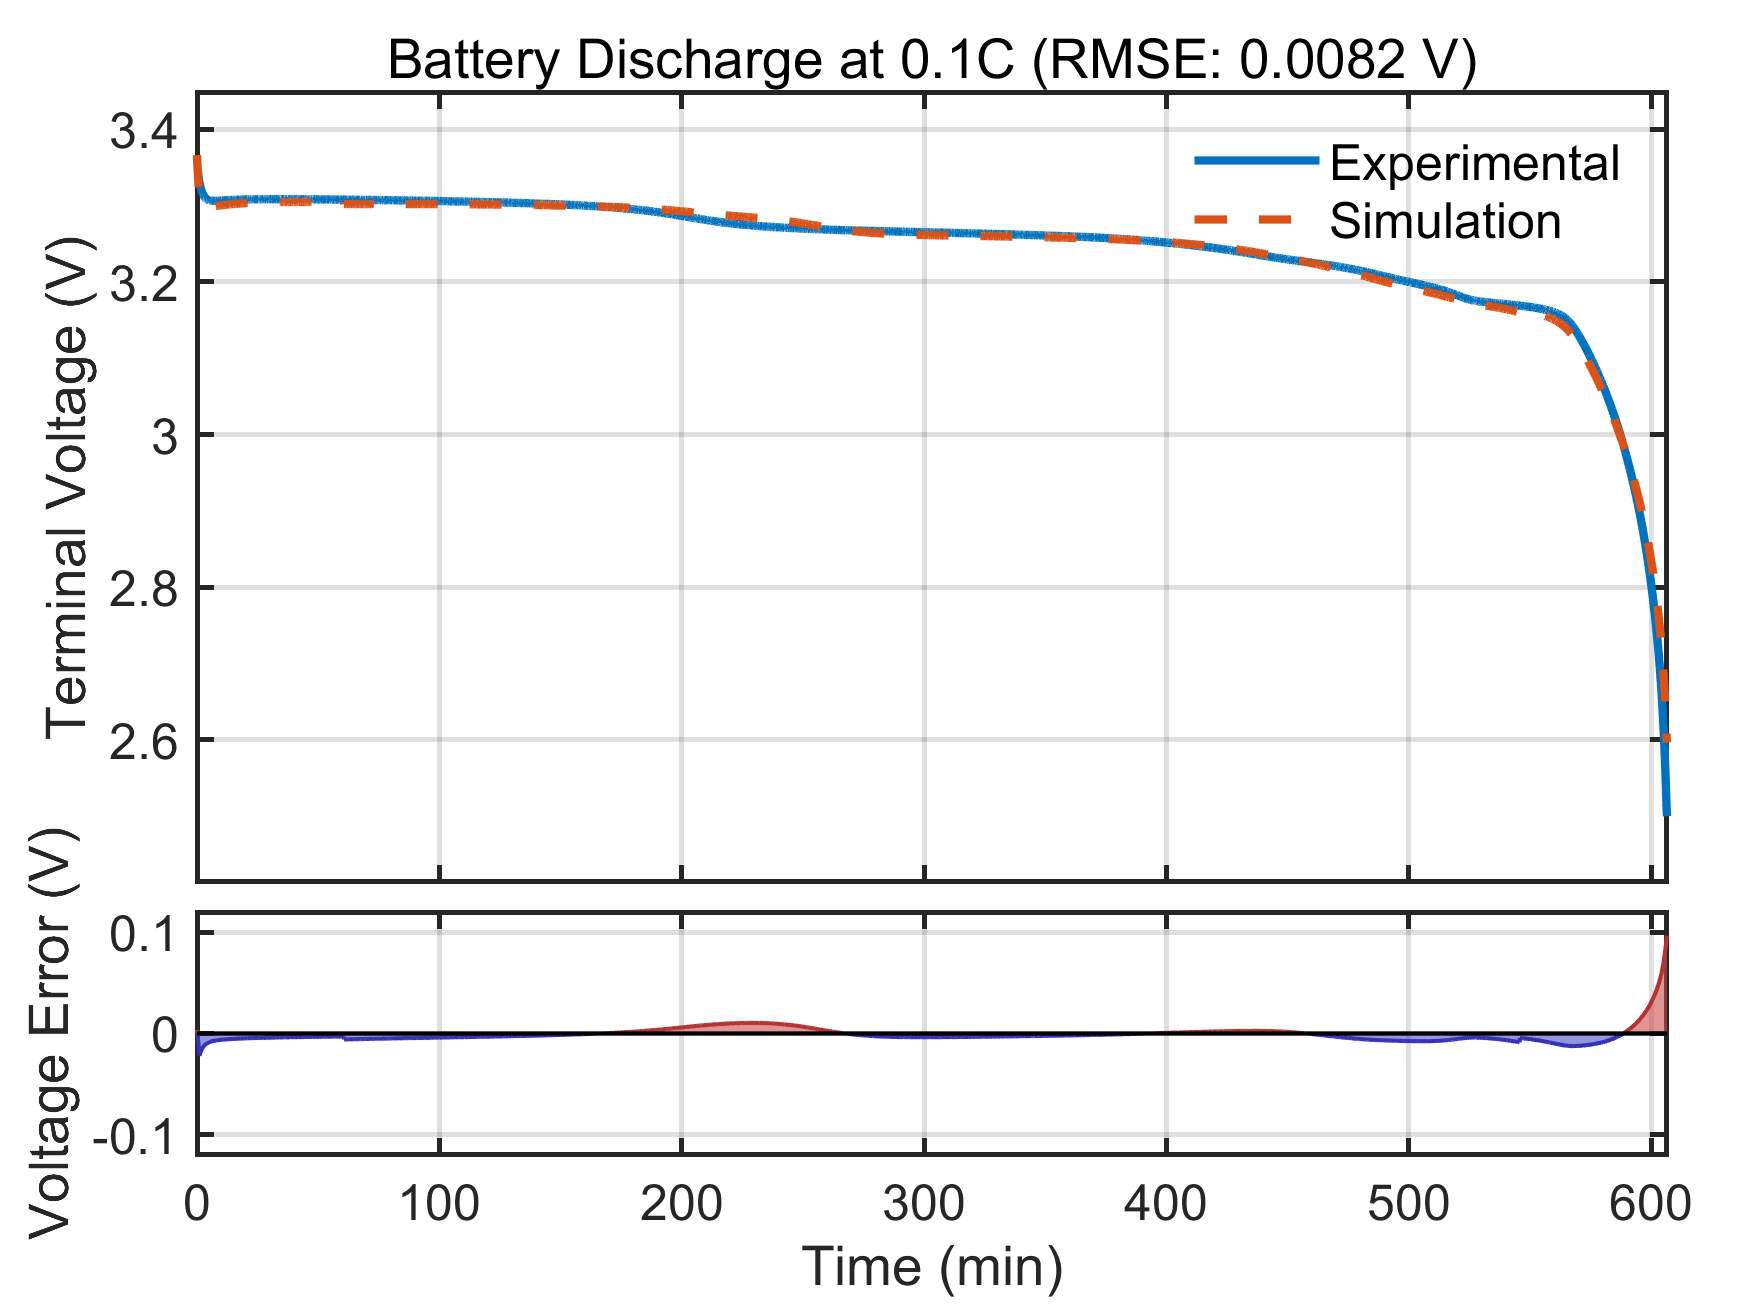 Battery Discharge at 0.1C (RMSE: 0.0082 V)
Terminal Voltage (V)
3.4
3.2
3
2.8
2.6
Experimental
Simulation
Voltage Error (V)
0.1
0
-0.1
0 100 200 300 400 500 600
Time (min)